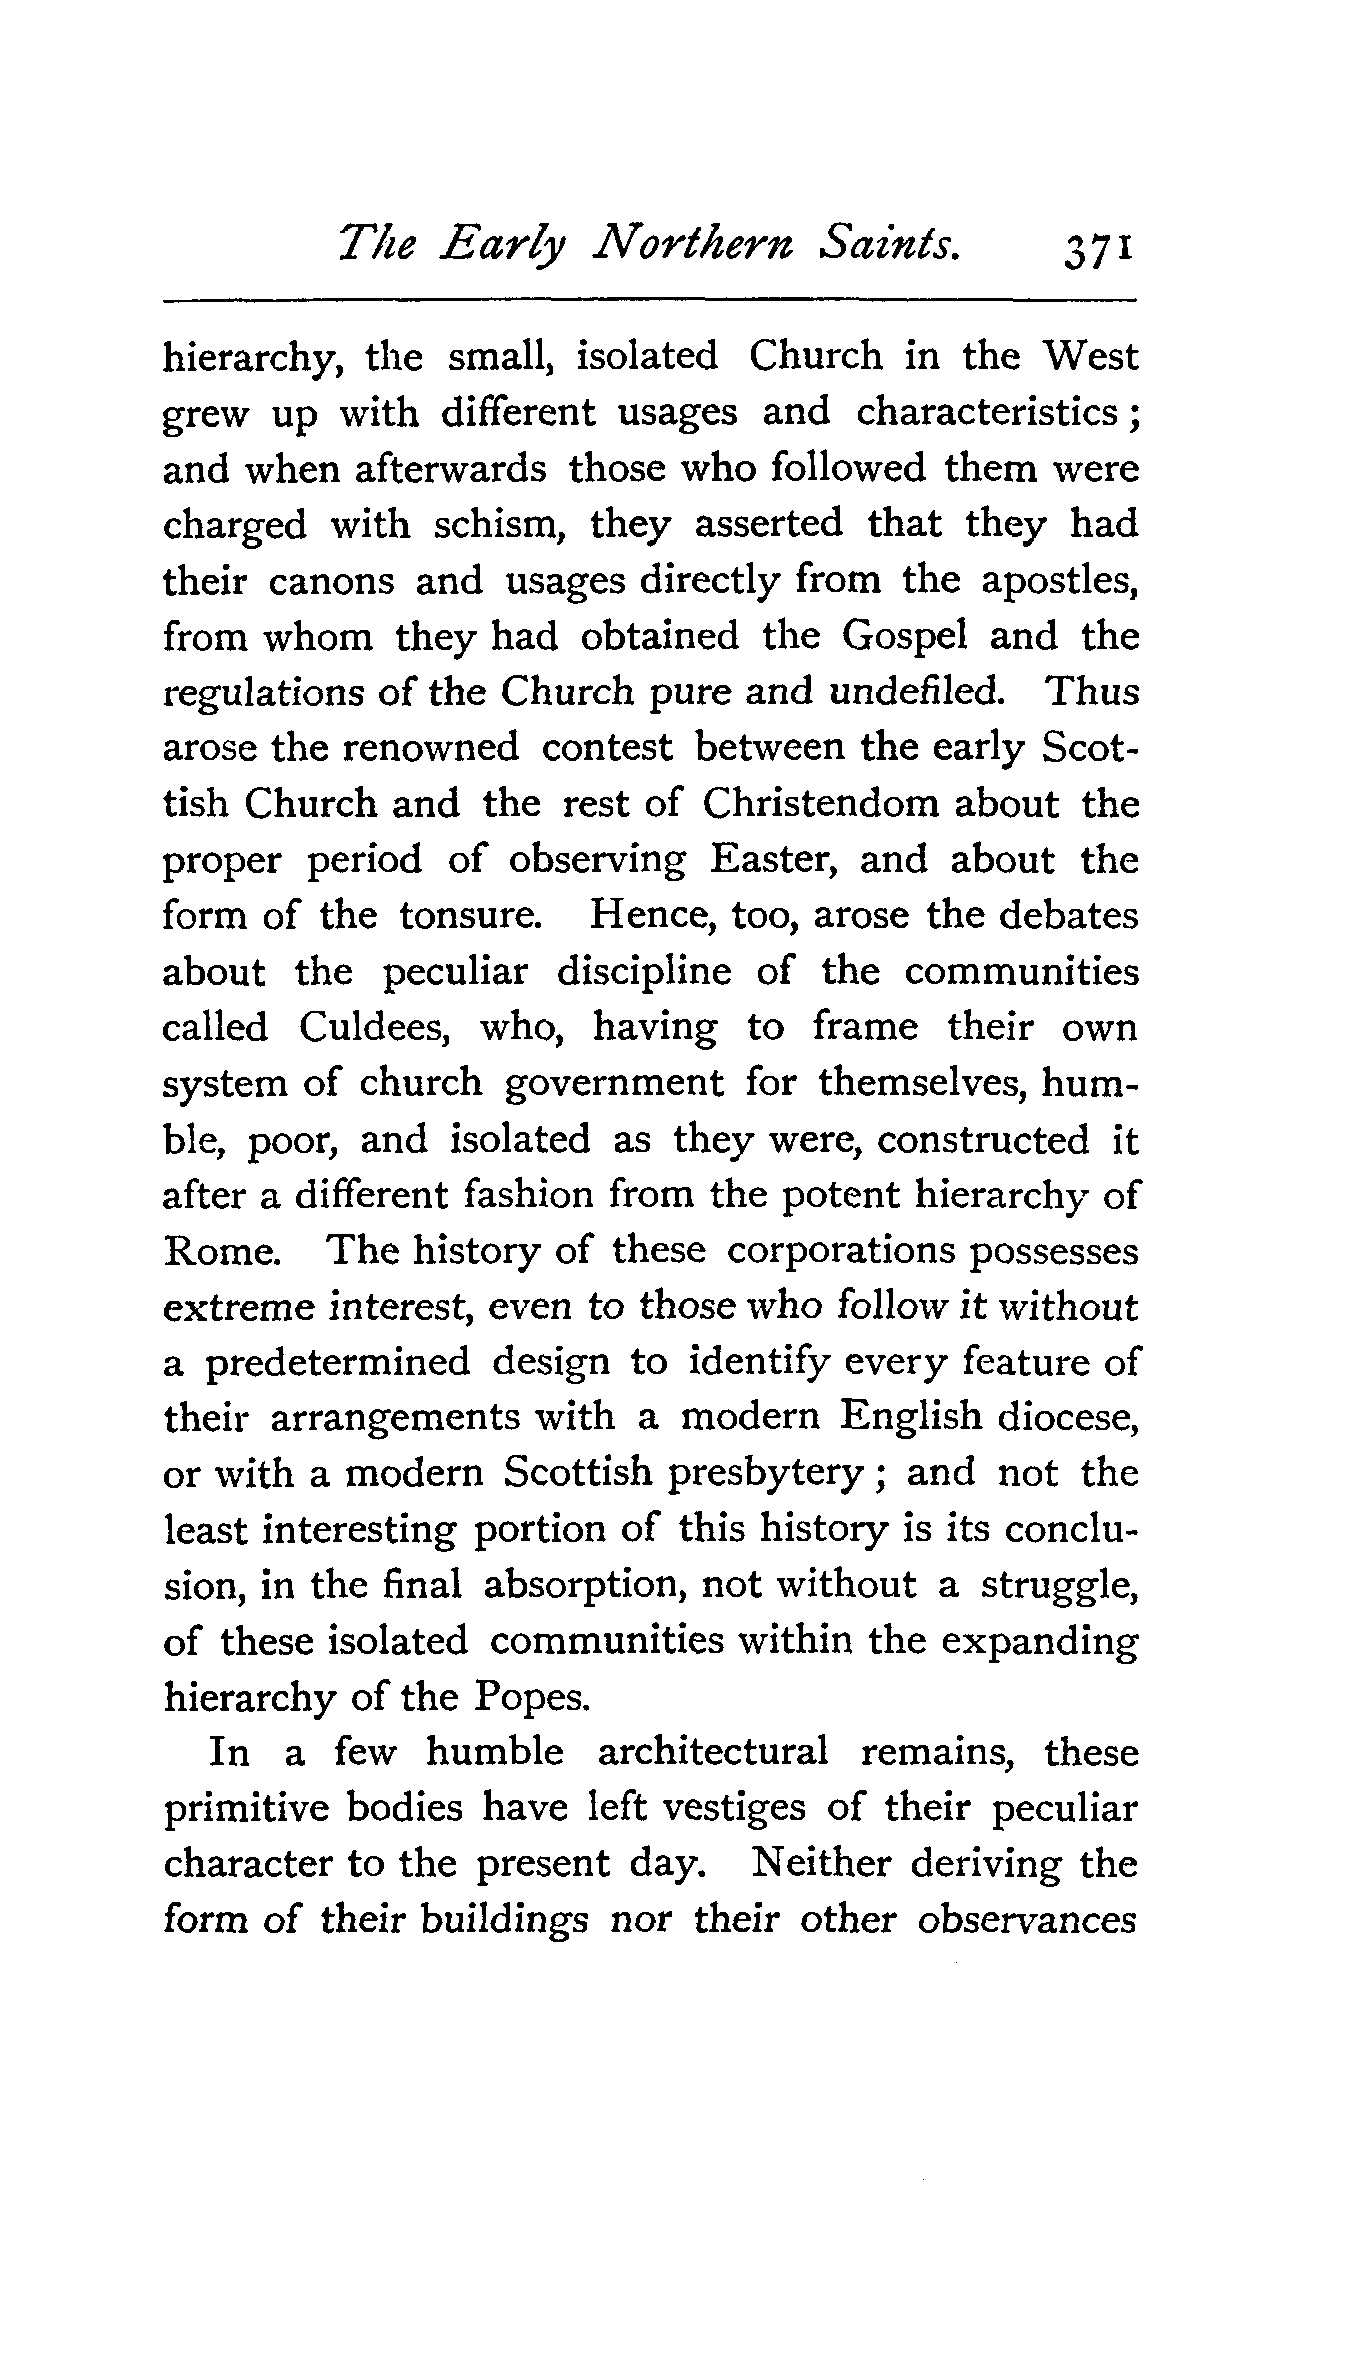 The Early Northern Saints. 371
hierarchy, the small, isolated Church in the West
grew up with different usages and characteristics ;
and when afterwards those who followed them were
charged with schism, they asserted that they had
their canons and usages directly from the apostles,
from whom they had obtained the Gospel and the
regulations of the Church pure and undefiled. Thus
arose the renowned contest between the early Scot-
tish Church and the rest of Christendom about the
proper period of observing Easter, and about the
form of the tonsure. Hence, too, arose the debates
about the peculiar discipline of the communities
called Culdees, who, having to frame their own
system of church government for themselves, hum-
ble, poor, and isolated as they were, constructed it
after a different fashion from the potent hierarchy of
Rome. The history of these corporations possesses
extreme interest, even to those who follow it without
a predetermined design to identify every feature of
their arrangements with a modern English diocese,
or with a modern Scottish presbytery ; and not the
least interesting portion of this history is its conclu-
sion, in the final absorption, not without a struggle,
of these isolated communities within the expanding
hierarchy of the Popes.
In a few humble architectural remains, these
primitive bodies have left vestiges of their peculiar
character to the present day. Neither deriving the
form of their buildings nor their other observances